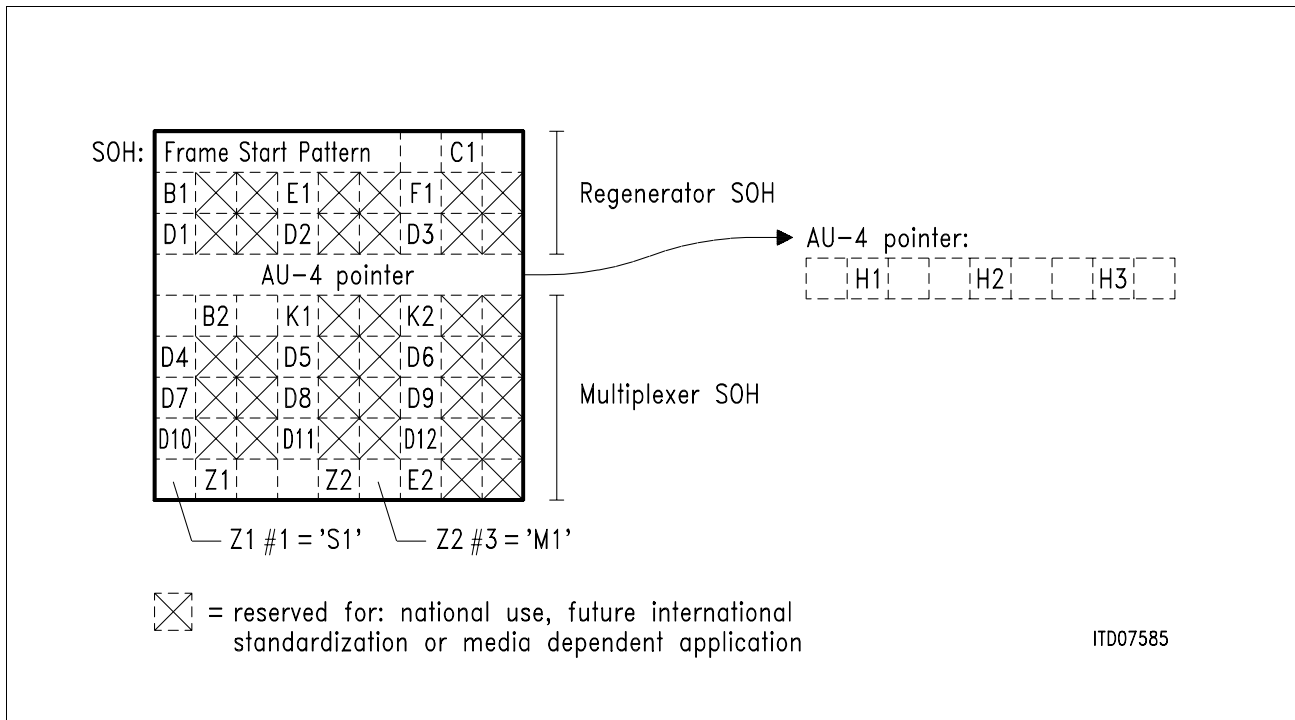 SOH: Frame Start Pattern C1
B1 E1 F1
Regenerator SOH
D1 D2 D3
AU-4 pointer
AU-4 pointer:
H1 H2 H3
B2 K1 K2
D4 D5 D6
D7 D8 D9
Multiplexer SOH
D10 D11 D12
Z1 Z2 E2
Z1 #1 = 'S1'
Z2 #3 = 'M1'
= reserved for: national use, future international
standardization or media dependent application
ITD07585